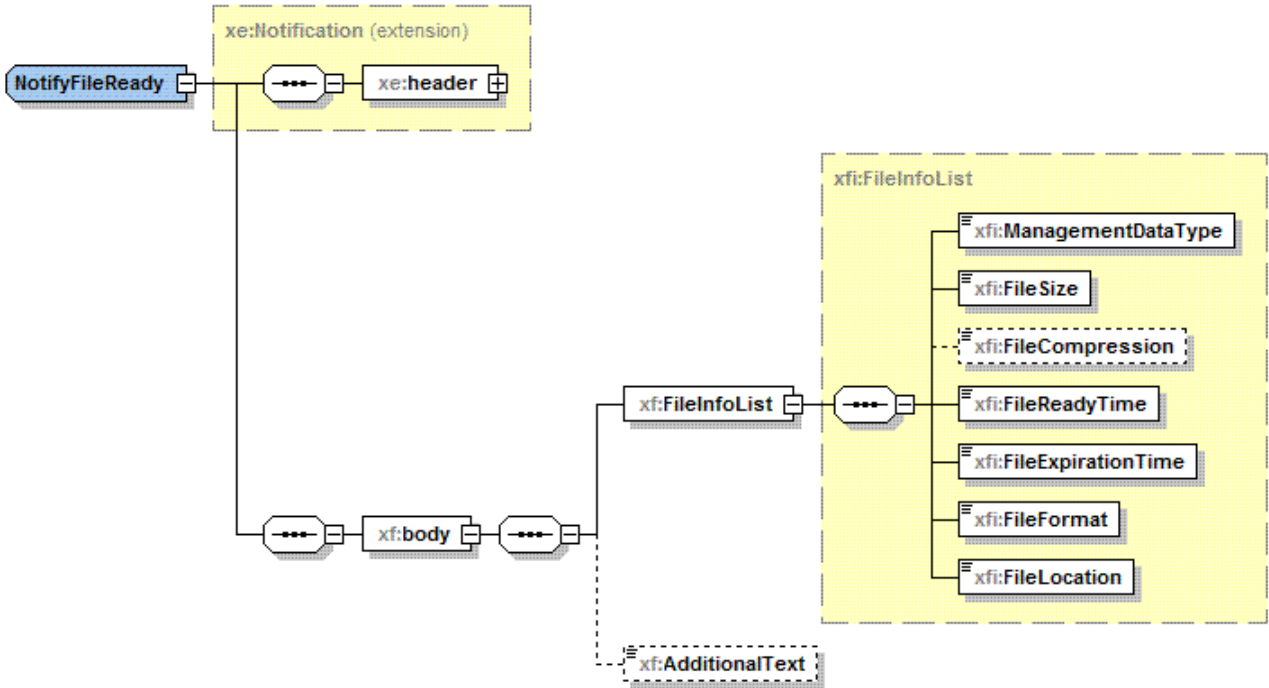 xe:Notification (extension)
NotifyFileReady
xe:header
xfi:FileInfoList
xfi:ManagementDataType
xfi:FileSize
xfi:FileCompression
xf:FileInfoList
xfi:FileReadyTime
xfi:FileExpirationTime
xf:body
xfi:FileFormat
xfi:FileLocation
xf:AdditionalText